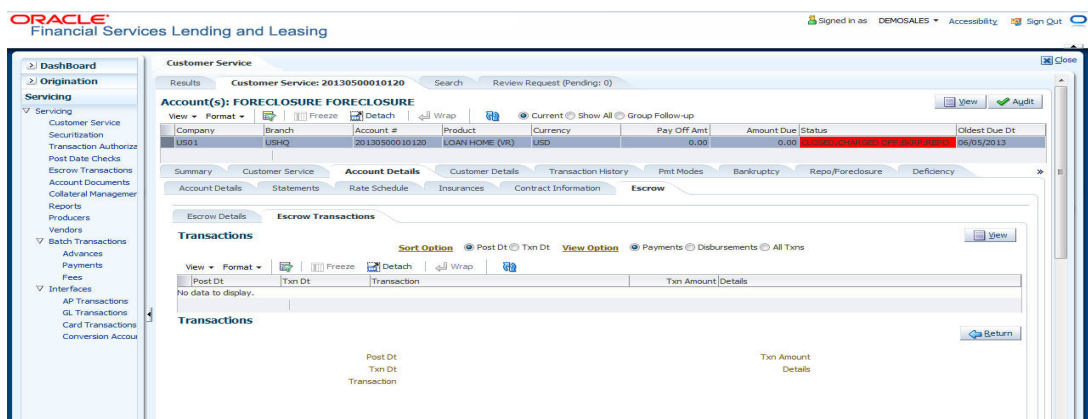 ORACLE
Financial Services Lending and Leasing
Signed in as DEMOSALES Accessibility Sign Out
Close
DashBoard
Origination
Servicing
Servicing
Customer Service
Securitization
Transaction Authoriza
Post Date Checks
Escrow Transactions
Account Documents
Collateral Managemer
Reports
Producers
Vendors
Batch Transactions
Advances
Payments
Fees
Interfaces
AP Transactions
GL Transactions
Card Transactions
Conversion Accou
Customer Service
Results Customer Service: 20130500010120 Search Review Request (Pending: 0)
Account(s): FORECLOSURE FORECLOSURE
View Audit
View Format Freeze Detach Wrap Current Show All Group Follow-up
Company Branch Account # Product Currency Pay Off Amt Amount Due Status Oldest Due Dt
US01 USHQ 20130500010120 LOAN HOME (VR) USD 0.00 0.00 06/05/2013
Summary Customer Service Account Details Customer Details Transaction History Pmt Modes Bankruptcy Repo/Foreclosure Deficiency »
Account Details Statements Rate Schedule Insurances Contract Information Escrow
Escrow Details Escrow Transactions
Transactions
View
Sort Option Post Dt Txn Dt View Option Payments Disbursements All Txns
View Format Freeze Detach Wrap
Post Dt Txn Dt Transaction Txn Amount Details
No data to display.
Transactions
Return
Post Dt Txn Amount
Txn Dt Details
Transaction